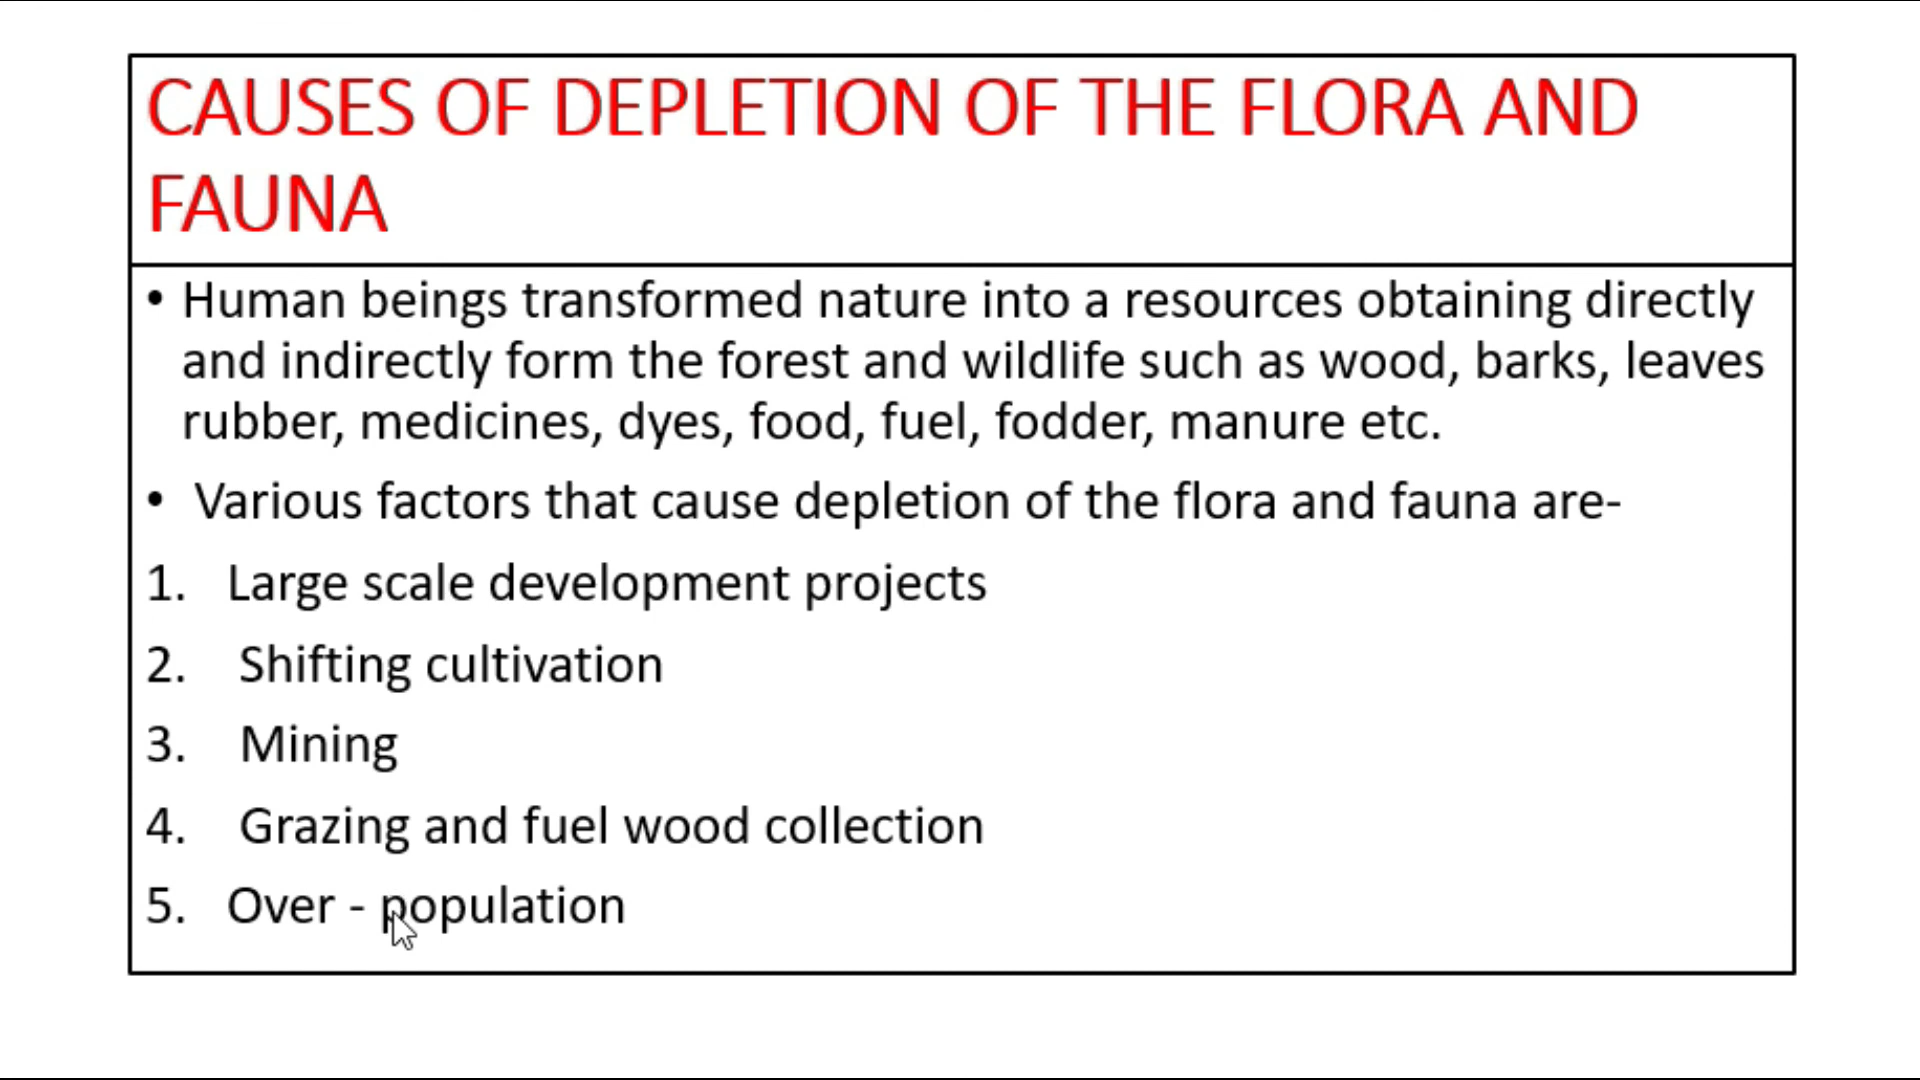 CAUSES OF DEPLETION OF THE FLORA AND
FAUNA
• Human beings transformed nature into a resources obtaining directly
and indirectly form the forest and wildlife such as wood, barks, leaves
rubber, medicines, dyes, food, fuel, fodder, manure etc.
• Various factors that cause depletion of the flora and fauna are-
1. Large scale development projects
2. Shifting cultivation
3. Mining
4. Grazing and fuel wood collection
5. Over - population